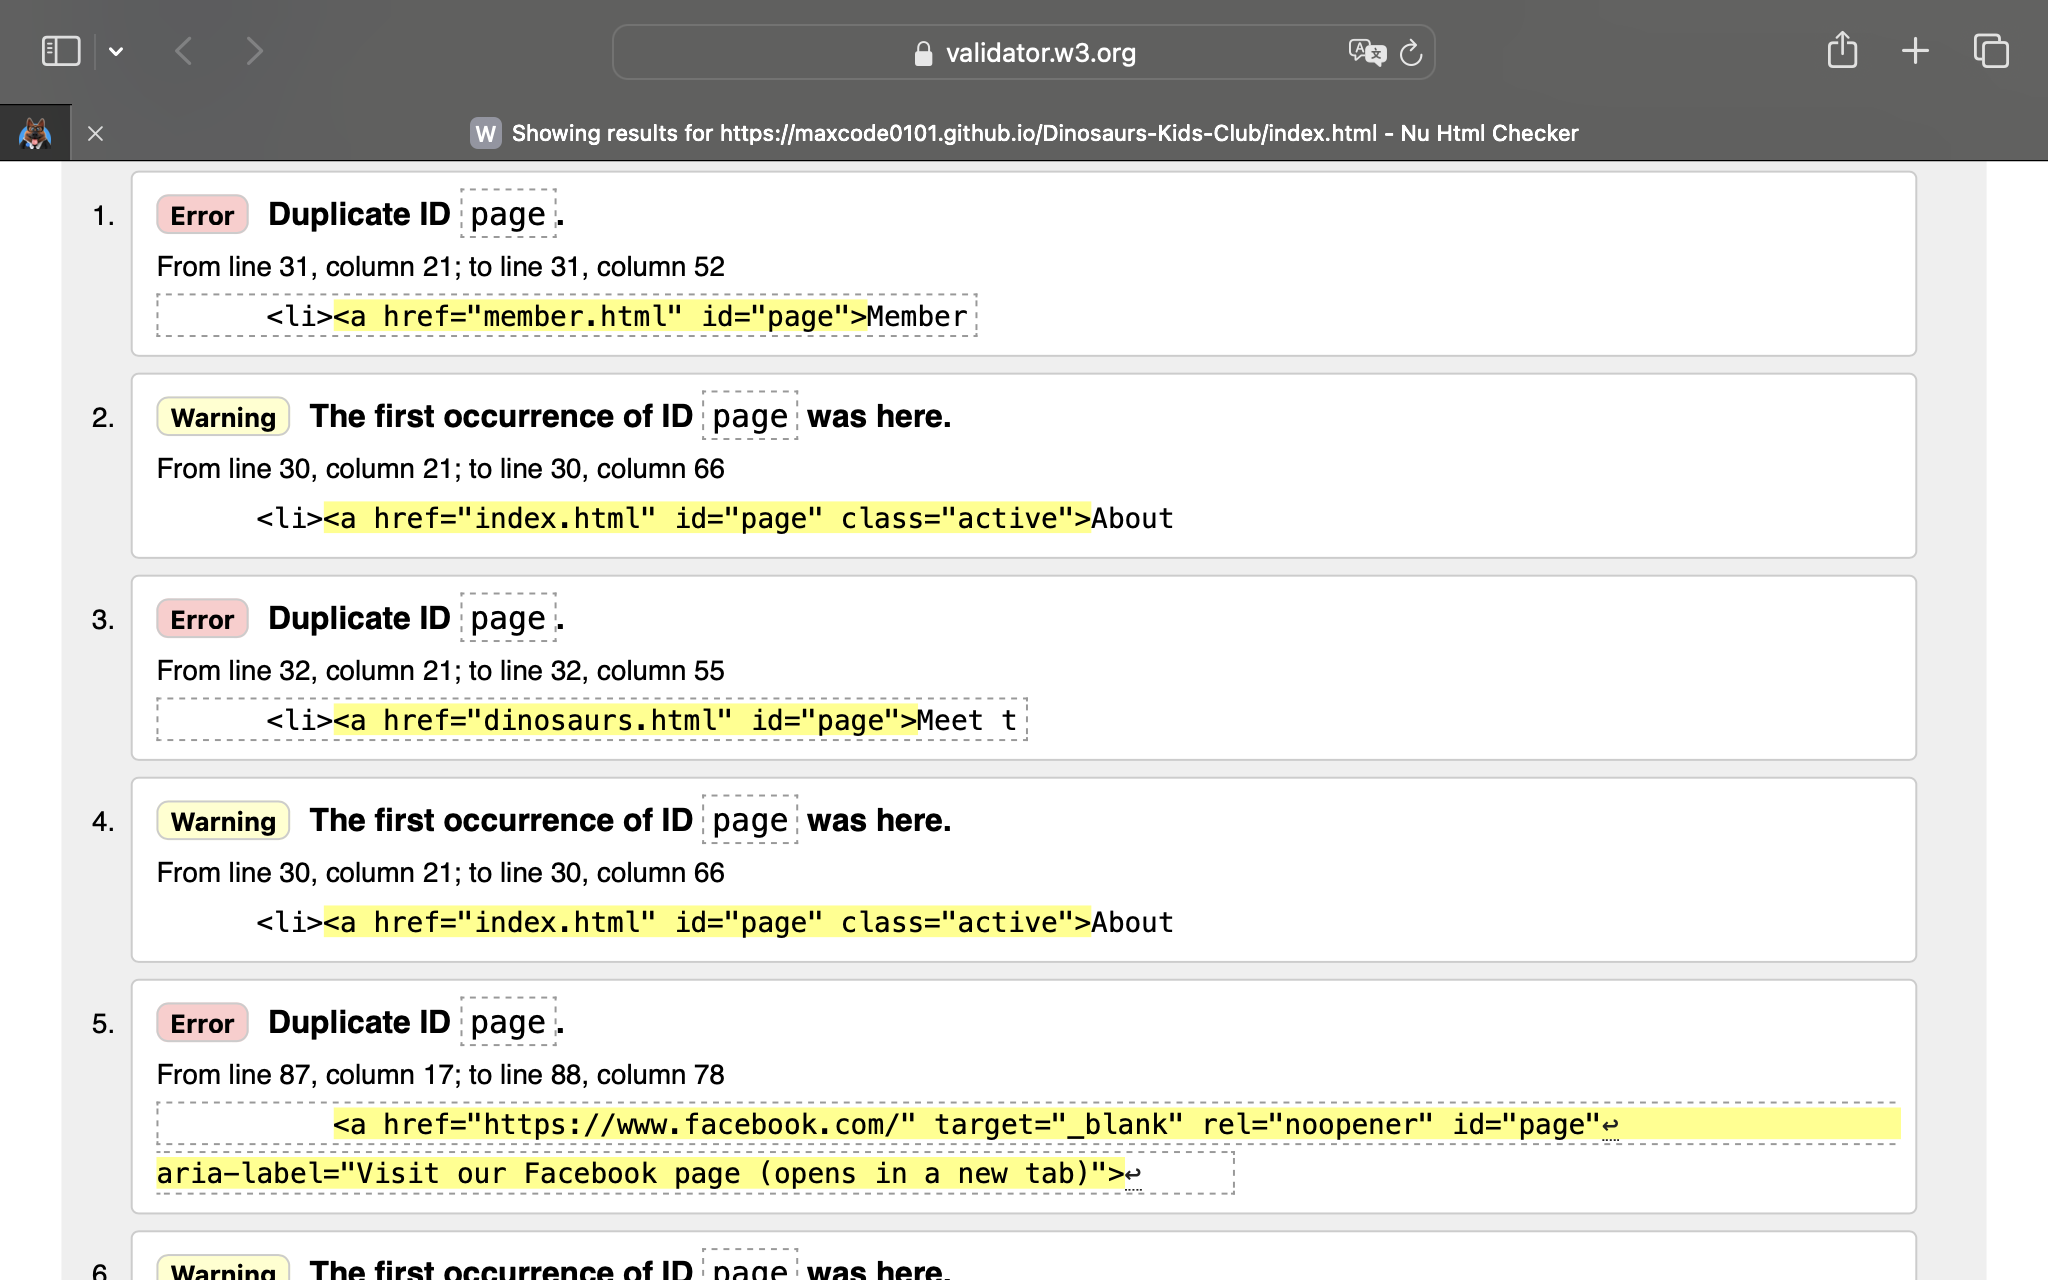 validator.w3.org
W Showing results for https://maxcode0101.github.io/Dinosaurs-Kids-Club/index.html - Nu Html Checker
1. Error Duplicate ID page.
From line 31, column 21; to line 31, column 52
<li><a href="member.html" id="page">Member
2. Warning The first occurrence of ID page was here.
From line 30, column 21; to line 30, column 66
<li><a href="index.html" id="page" class="active">About
3. Error Duplicate ID page.
From line 32, column 21; to line 32, column 55
<li><a href="dinosaurs.html" id="page">Meet t
4. Warning The first occurrence of ID page was here.
From line 30, column 21; to line 30, column 66
<li><a href="index.html" id="page" class="active">About
5. Error Duplicate ID page.
From line 87, column 17; to line 88, column 78
<a href="https://www.facebook.com/" target="_blank" rel="noopener" id="page"↩
aria-label="Visit our Facebook page (opens in a new tab)">↩
6. Warning The first occurrence of ID page was here.